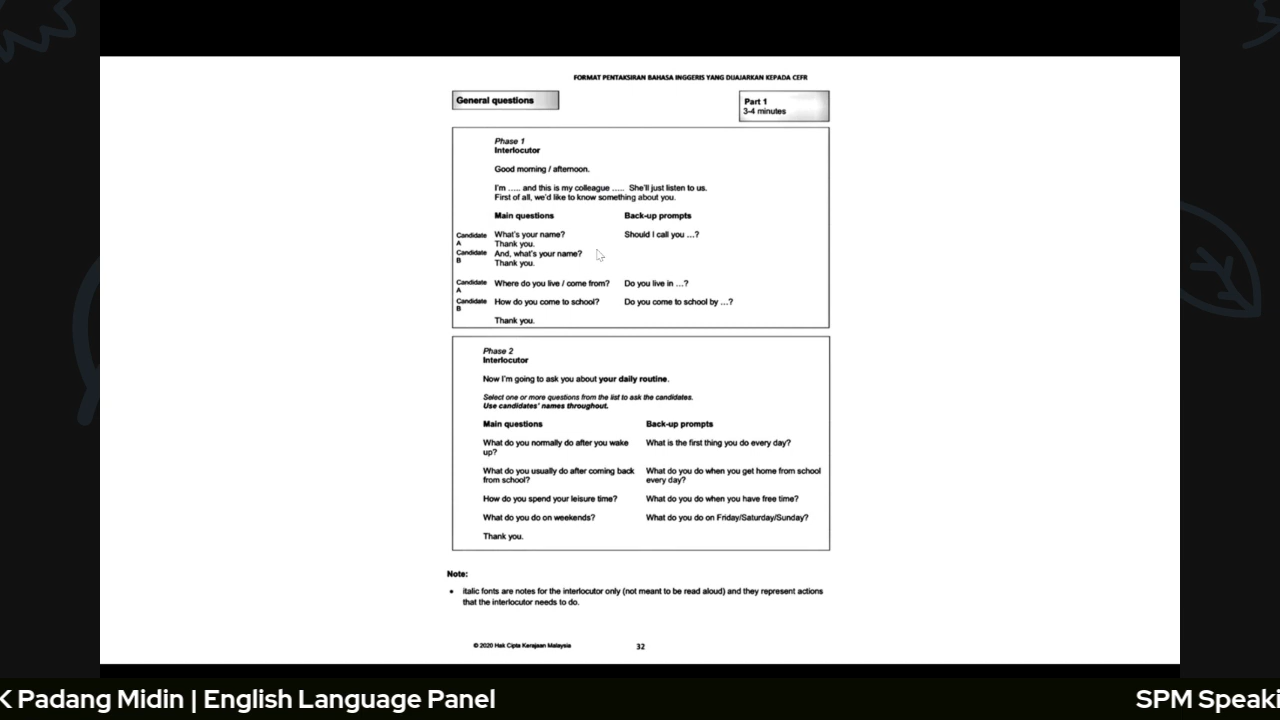 FORMAT PENTAKSIRAN BAHASA INGGERIS YANG DIJAJARKAN KEPADA CEFR
General questions
Part 1
3-4 minutes
Phase 1
Interlocutor
Good morning / afternoon.
I'm ..... and this is my colleague ..... She'll just listen to us.
First of all, we'd like to know something about you.
Main questions Back-up prompts
Candidate A What's your name? Should I call you ...?
Thank you.
Candidate B And, what's your name?
Thank you.
Candidate A Where do you live / come from? Do you live in ...?
Candidate B How do you come to school? Do you come to school by ...?
Thank you.
Phase 2
Interlocutor
Now I'm going to ask you about your daily routine.
Select one or more questions from the list to ask the candidates.
Use candidates' names throughout.
Main questions Back-up prompts
What do you normally do after you wake up? What is the first thing you do every day?
What do you usually do after coming back from school? What do you do when you get home from school every day?
How do you spend your leisure time? What do you do when you have free time?
What do you do on weekends? What do you do on Friday/Saturday/Sunday?
Thank you.
Note:
• italic fonts are notes for the interlocutor only (not meant to be read aloud) and they represent actions
that the interlocutor needs to do.
© 2020 Hak Cipta Kerajaan Malaysia 32
K Padang Midin | English Language Panel SPM Speaki